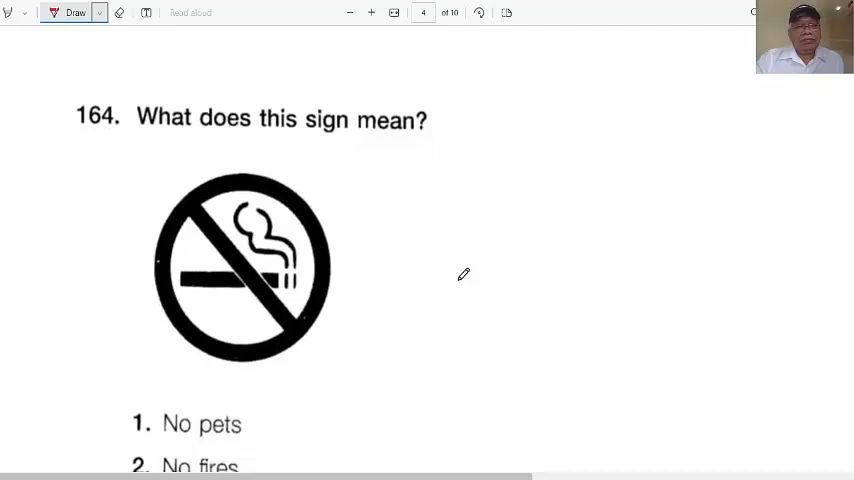 Draw
Read aloud
4
of 10
164. What does this sign mean?
1. No pets
2. No fires